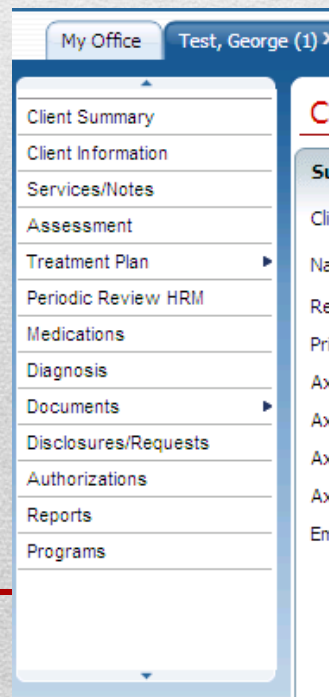 My Office
Test, George (1)
Client Summary
Client Information
Services/Notes
Assessment
Treatment Plan
Periodic Review HRM
Medications
Diagnosis
Documents
Disclosures/Requests
Authorizations
Reports
Programs